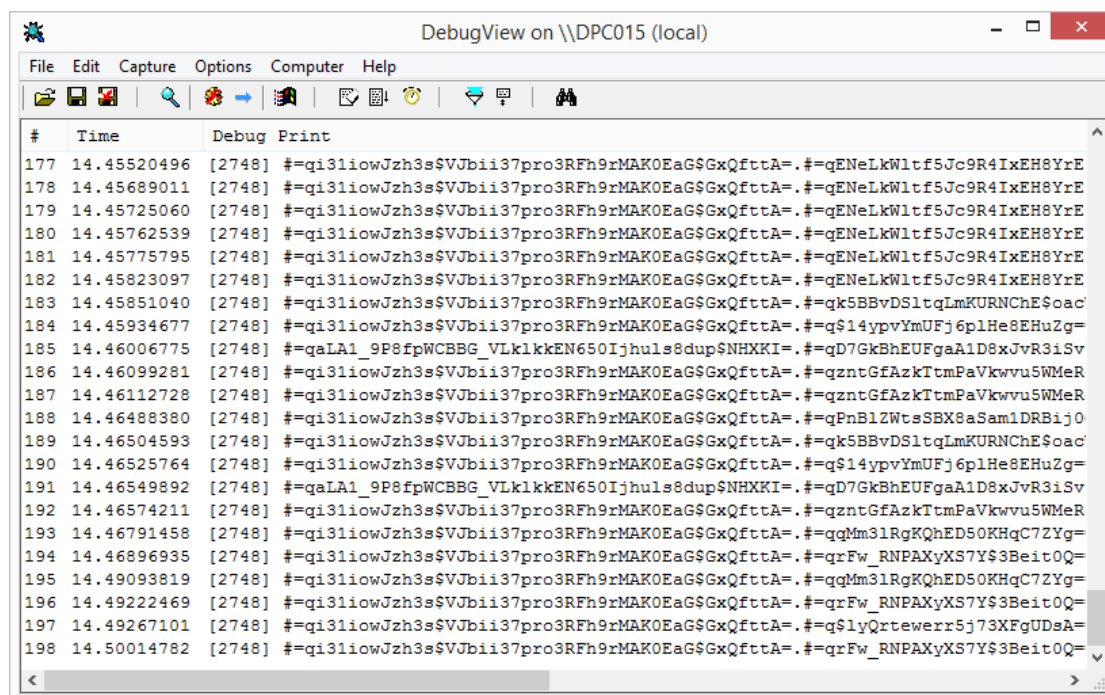 DebugView on \\DPC015 (local)
File Edit Capture Options Computer Help
# Time Debug Print
177 14.45520496 [2748] #=qi31iowJzh3s$VJbii37pro3RFh9rMAK0EaG$GxQfttA=.#=qENeLkWltf5Jc9R4IxEH8YrE
178 14.45689011 [2748] #=qi31iowJzh3s$VJbii37pro3RFh9rMAK0EaG$GxQfttA=.#=qENeLkWltf5Jc9R4IxEH8YrE
179 14.45725060 [2748] #=qi31iowJzh3s$VJbii37pro3RFh9rMAK0EaG$GxQfttA=.#=qENeLkWltf5Jc9R4IxEH8YrE
180 14.45762539 [2748] #=qi31iowJzh3s$VJbii37pro3RFh9rMAK0EaG$GxQfttA=.#=qENeLkWltf5Jc9R4IxEH8YrE
181 14.45775795 [2748] #=qi31iowJzh3s$VJbii37pro3RFh9rMAK0EaG$GxQfttA=.#=qENeLkWltf5Jc9R4IxEH8YrE
182 14.45823097 [2748] #=qi31iowJzh3s$VJbii37pro3RFh9rMAK0EaG$GxQfttA=.#=qENeLkWltf5Jc9R4IxEH8YrE
183 14.45851040 [2748] #=qi31iowJzh3s$VJbii37pro3RFh9rMAK0EaG$GxQfttA=.#=qk5BBvDSltqLmKURNChE$oac
184 14.45934677 [2748] #=qi31iowJzh3s$VJbii37pro3RFh9rMAK0EaG$GxQfttA=.#=q$14ypvYmUFj6plHe8EHuZg=
185 14.46006775 [2748] #=qaLA1_9P8fpWCBBG_VLklkkEN650Ijhuls8dup$NHXKI=.#=qD7GkBhEUFgaA1D8xJvR3iSv
186 14.46099281 [2748] #=qi31iowJzh3s$VJbii37pro3RFh9rMAK0EaG$GxQfttA=.#=qzntGfAzkTtmPaVkwvu5WMeR
187 14.46112728 [2748] #=qi31iowJzh3s$VJbii37pro3RFh9rMAK0EaG$GxQfttA=.#=qzntGfAzkTtmPaVkwvu5WMeR
188 14.46488380 [2748] #=qi31iowJzh3s$VJbii37pro3RFh9rMAK0EaG$GxQfttA=.#=qPnBlZWtsSBX8aSam1DRBij0
189 14.46504593 [2748] #=qi31iowJzh3s$VJbii37pro3RFh9rMAK0EaG$GxQfttA=.#=qk5BBvDSltqLmKURNChE$oac
190 14.46525764 [2748] #=qi31iowJzh3s$VJbii37pro3RFh9rMAK0EaG$GxQfttA=.#=q$14ypvYmUFj6plHe8EHuZg=
191 14.46549892 [2748] #=qaLA1_9P8fpWCBBG_VLklkkEN650Ijhuls8dup$NHXKI=.#=qD7GkBhEUFgaA1D8xJvR3iSv
192 14.46574211 [2748] #=qi31iowJzh3s$VJbii37pro3RFh9rMAK0EaG$GxQfttA=.#=qzntGfAzkTtmPaVkwvu5WMeR
193 14.46791458 [2748] #=qi31iowJzh3s$VJbii37pro3RFh9rMAK0EaG$GxQfttA=.#=qqMm3lRgKQhED50KHqC7ZYg=
194 14.46896935 [2748] #=qi31iowJzh3s$VJbii37pro3RFh9rMAK0EaG$GxQfttA=.#=qrFw_RNPAXyXS7Y$3Beit0Q=
195 14.49093819 [2748] #=qi31iowJzh3s$VJbii37pro3RFh9rMAK0EaG$GxQfttA=.#=qqMm3lRgKQhED50KHqC7ZYg=
196 14.49222469 [2748] #=qi31iowJzh3s$VJbii37pro3RFh9rMAK0EaG$GxQfttA=.#=qrFw_RNPAXyXS7Y$3Beit0Q=
197 14.49267101 [2748] #=qi31iowJzh3s$VJbii37pro3RFh9rMAK0EaG$GxQfttA=.#=q$lyQrtewerr5j73XFgUDsA=
198 14.50014782 [2748] #=qi31iowJzh3s$VJbii37pro3RFh9rMAK0EaG$GxQfttA=.#=qrFw_RNPAXyXS7Y$3Beit0Q=